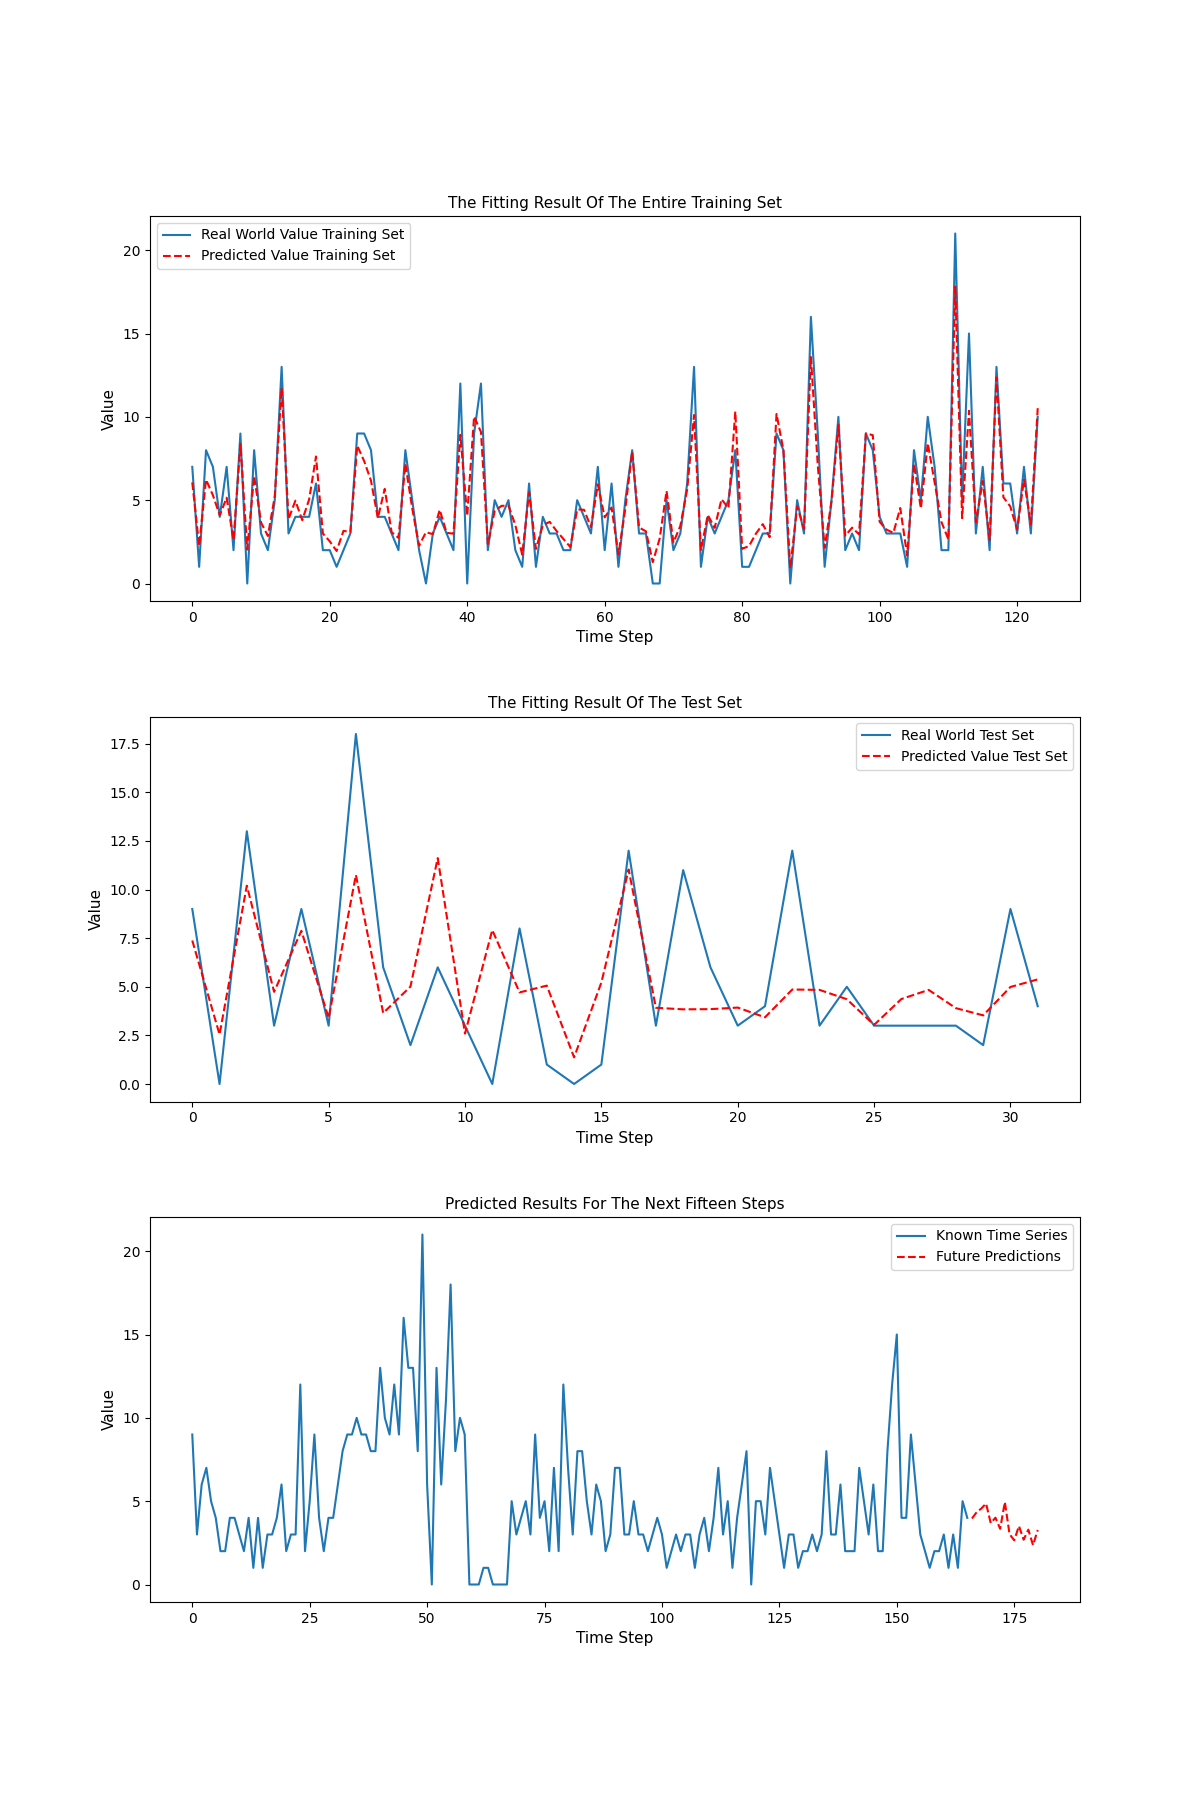 The Fitting Result Of The Entire Training Set
Real World Value Training Set
Predicted Value Training Set
Value
20
15
10
5
0
0 20 40 60 80 100 120
Time Step
The Fitting Result Of The Test Set
Real World Test Set
Predicted Value Test Set
Value
17.5
15.0
12.5
10.0
7.5
5.0
2.5
0.0
0 5 10 15 20 25 30
Time Step
Predicted Results For The Next Fifteen Steps
Known Time Series
Future Predictions
Value
20
15
10
5
0
0 25 50 75 100 125 150 175
Time Step